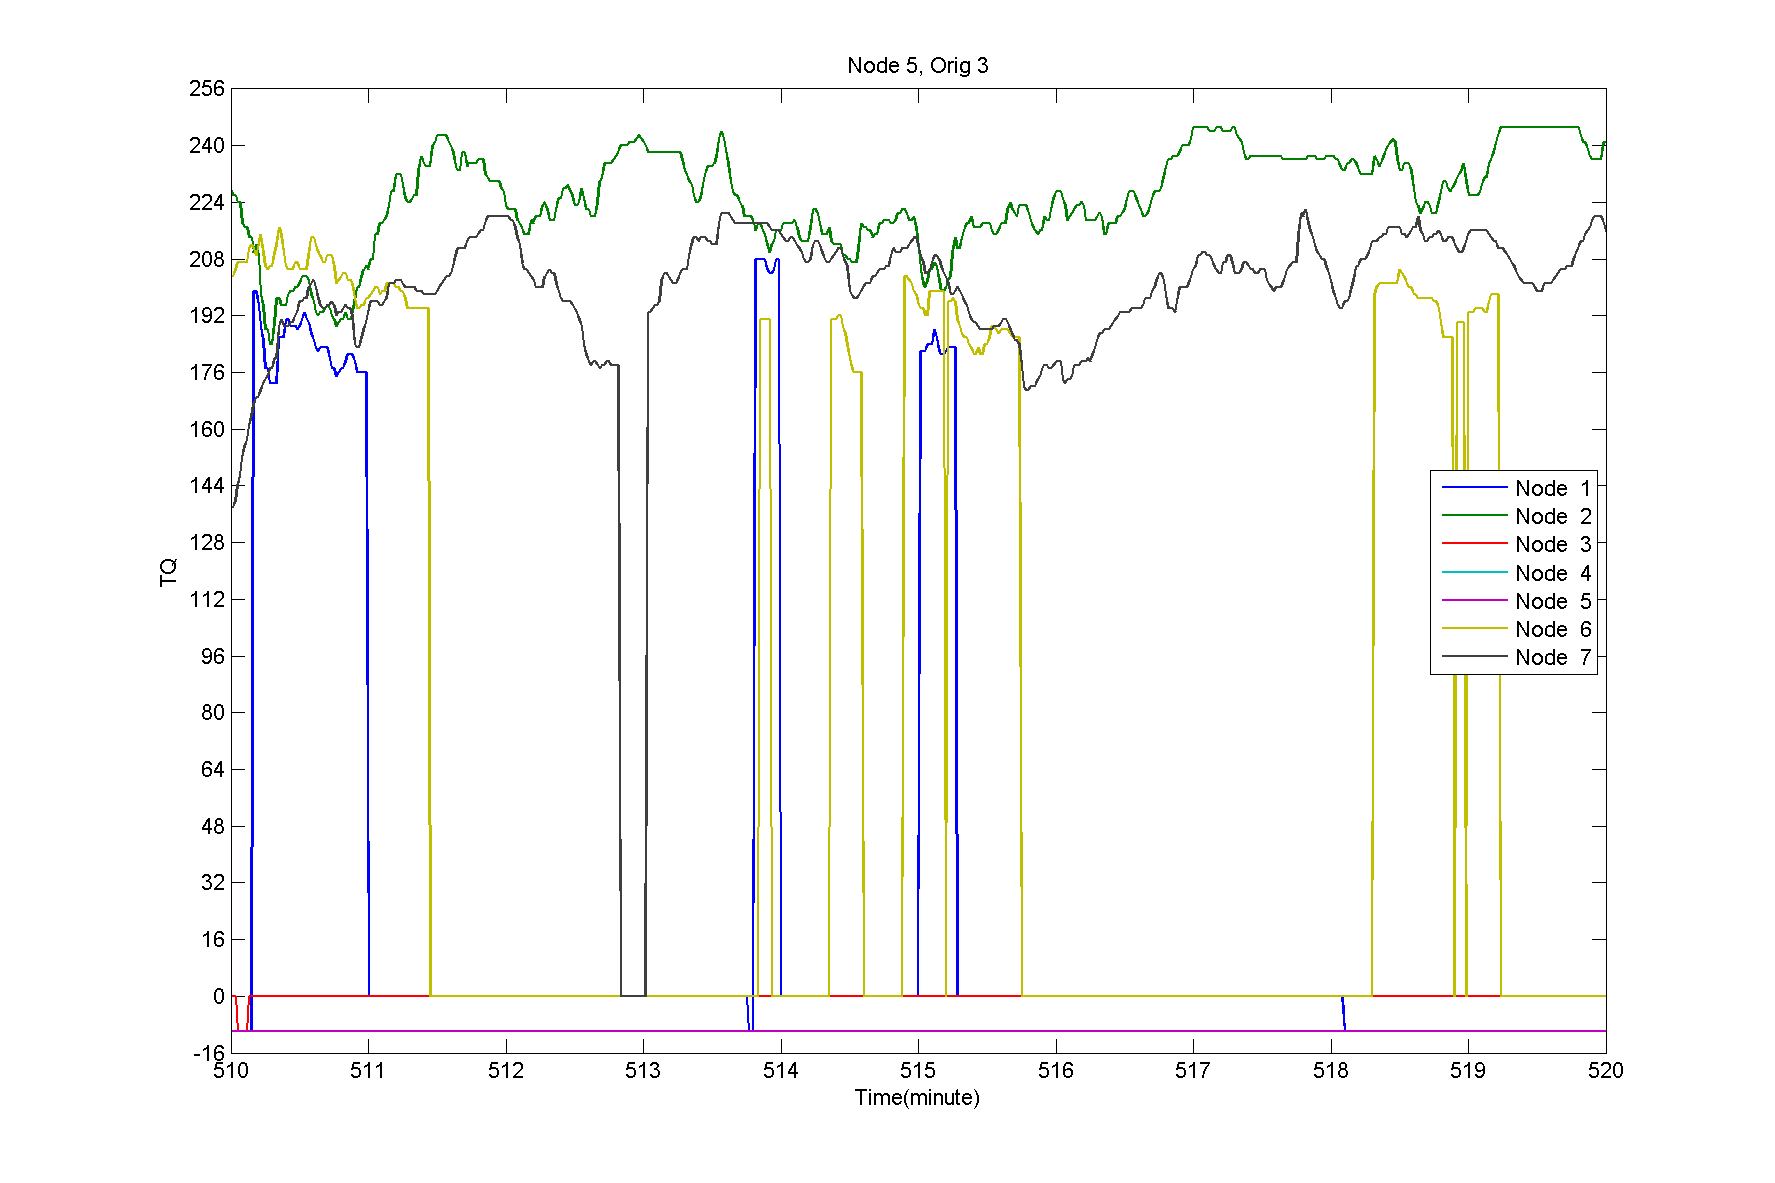 Node 5, Orig 3
256
240
224
208
192
176
160
144
128
112
96
80
64
48
32
16
0
-16
TQ
Node 1
Node 2
Node 3
Node 4
Node 5
Node 6
Node 7
510 511 512 513 514 515 516 517 518 519 520
Time(minute)